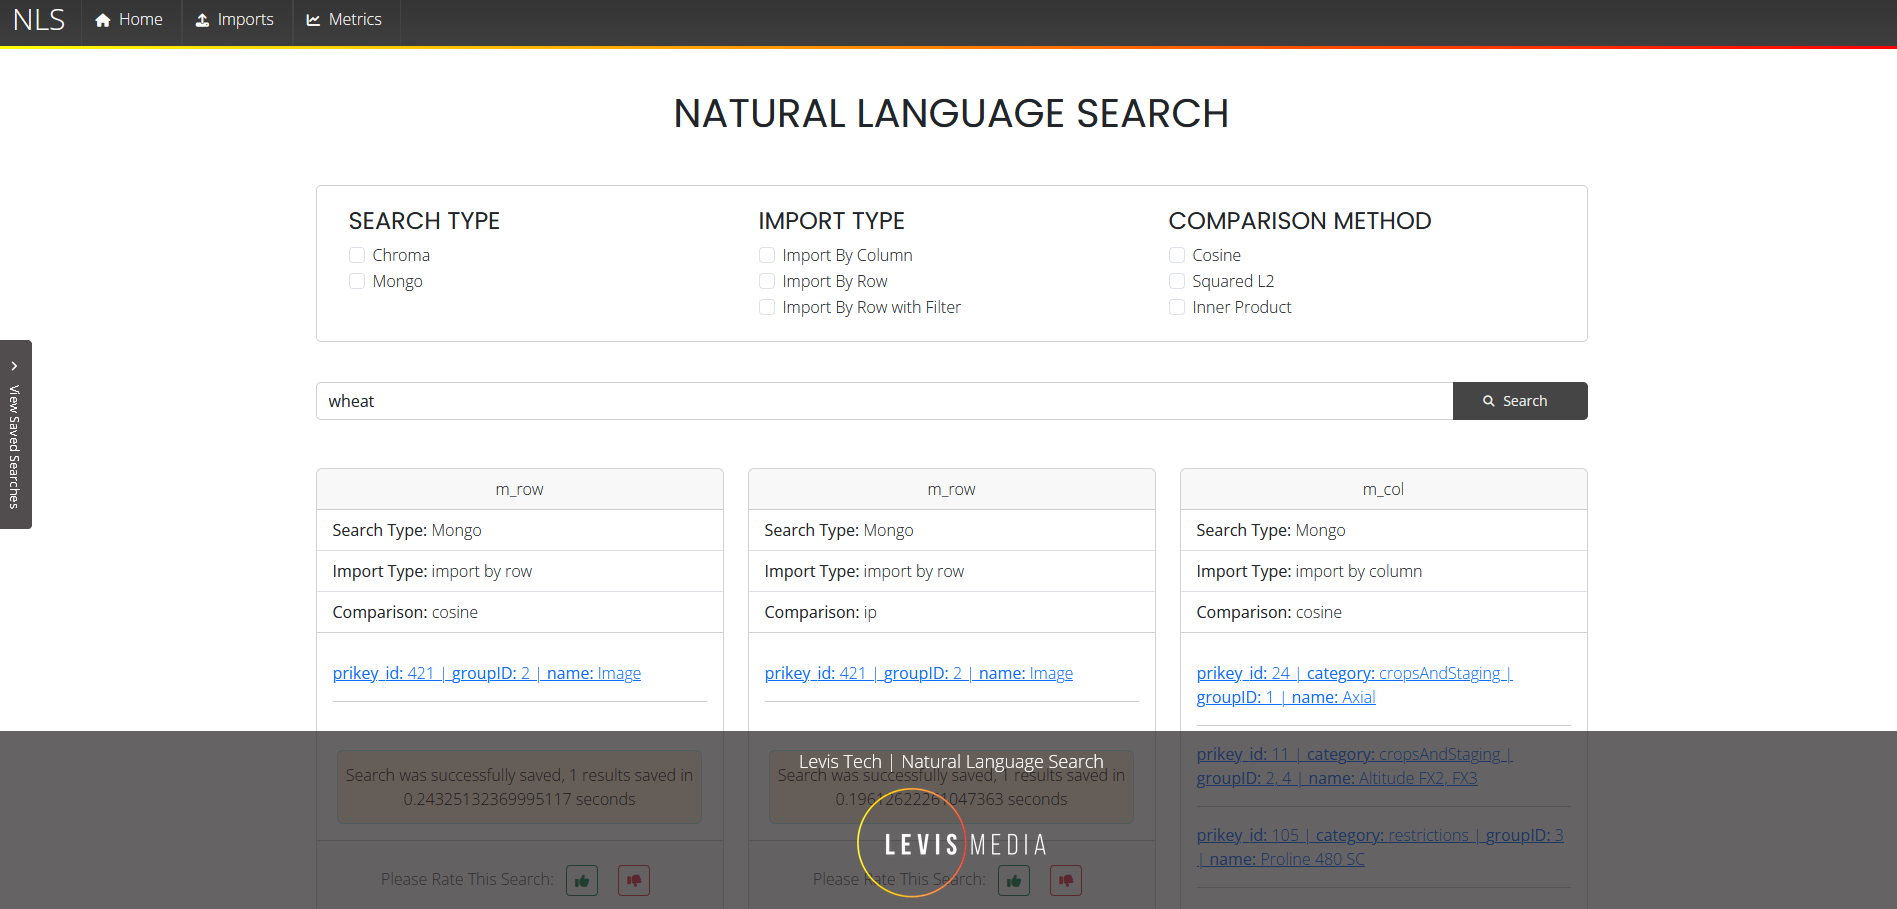 NLS Home Imports Metrics
NATURAL LANGUAGE SEARCH
SEARCH TYPE
Chroma
Mongo
IMPORT TYPE
Import By Column
Import By Row
Import By Row with Filter
COMPARISON METHOD
Cosine
Squared L2
Inner Product
View Saved Searches
wheat
Search
m_row
Search Type: Mongo
Import Type: import by row
Comparison: cosine
prikey_id: 421 | groupID: 2 | name: Image
Search was successfully saved, 1 results saved in
0.24325132369995117 seconds
Please Rate This Search:
m_row
Search Type: Mongo
Import Type: import by row
Comparison: ip
prikey_id: 421 | groupID: 2 | name: Image
Search was successfully saved, 1 results saved in
0.19612622261047363 seconds
Please Rate This Search:
m_col
Search Type: Mongo
Import Type: import by column
Comparison: cosine
prikey_id: 24 | category: cropsAndStaging |
groupID: 1 | name: Axial
prikey_id: 11 | category: cropsAndStaging |
groupID: 2, 4 | name: Altitude FX2, FX3
prikey_id: 105 | category: restrictions | groupID: 3
| name: Proline 480 SC
Levis Tech | Natural Language Search
LEVIS MEDIA